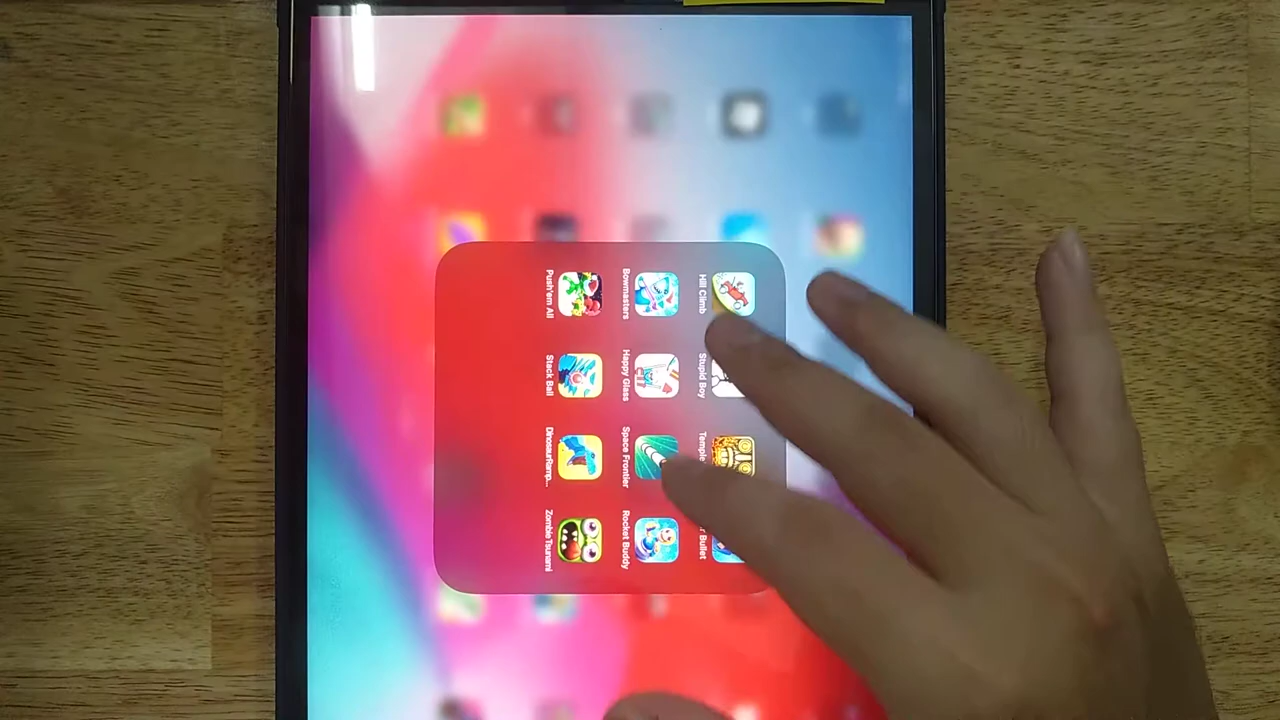 Hill Climb
Stupid Boy
Temple
r Bullet
Bowmasters
Happy Glass
Space Frontier
Rocket Buddy
Push'em All
Stack Ball
DinosaurRamp...
Zombie Tsunami